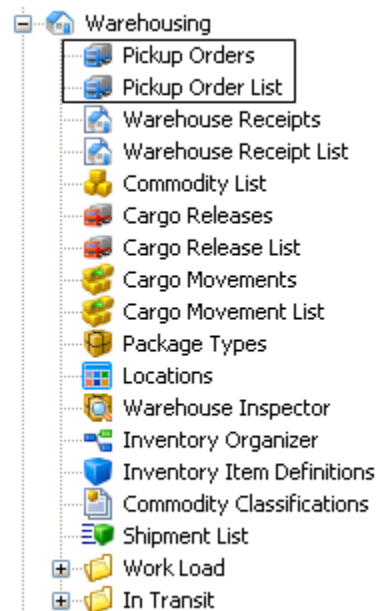 Warehousing
Pickup Orders
Pickup Order List
Warehouse Receipts
Warehouse Receipt List
Commodity List
Cargo Releases
Cargo Release List
Cargo Movements
Cargo Movement List
Package Types
Locations
Warehouse Inspector
Inventory Organizer
Inventory Item Definitions
Commodity Classifications
Shipment List
Work Load
In Transit